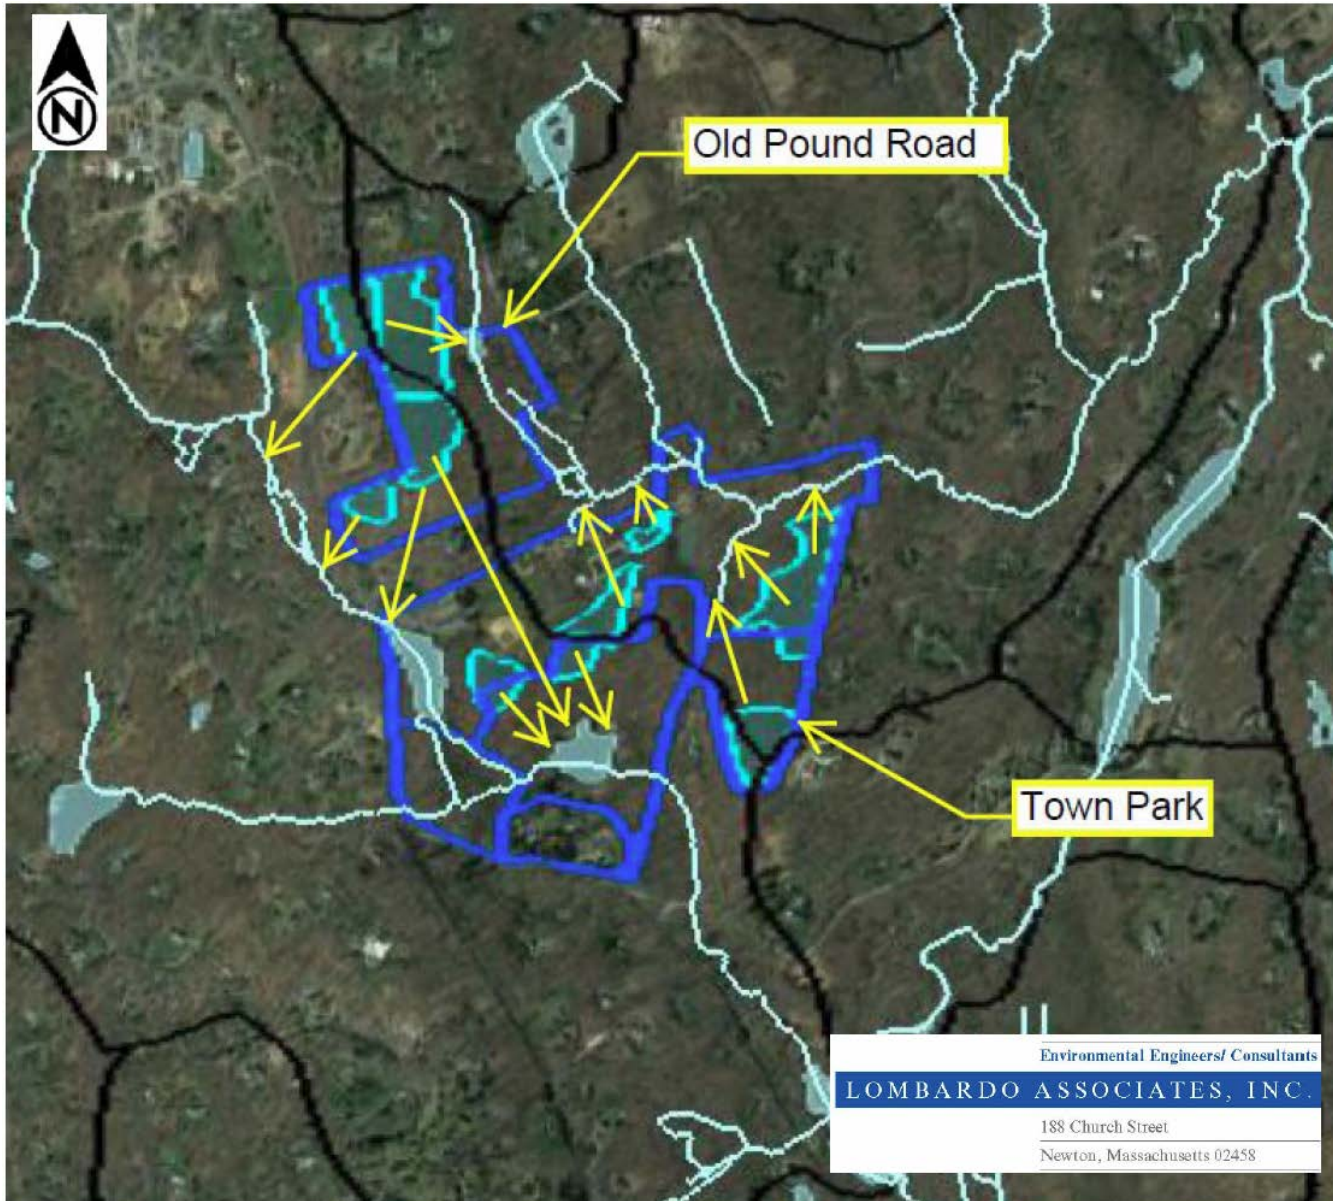 N
Old Pound Road
Town Park
Environmental Engineers/ Consultants
LOMBARDO ASSOCIATES, INC.
188 Church Street
Newton, Massachusetts 02458